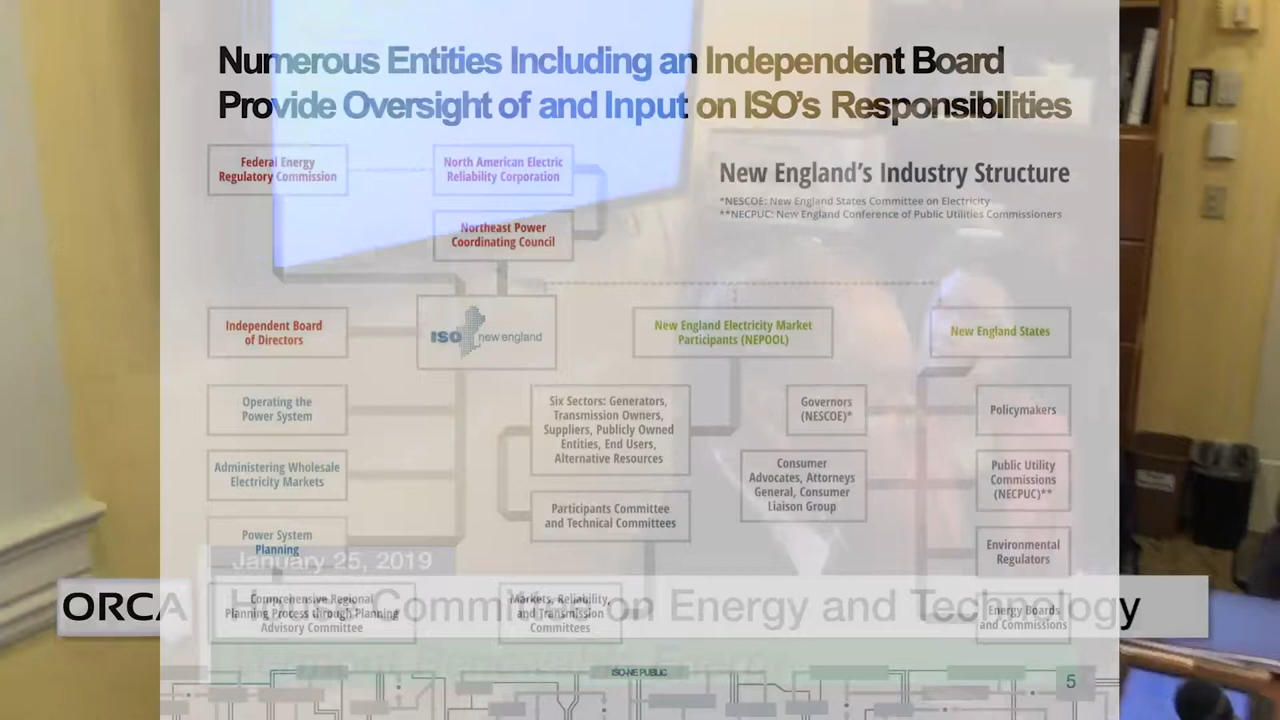 Numerous Entities Including an Independent Board
Provide Oversight of and Input on ISO's Responsibilities
Federal Energy
Regulatory Commission
North American Electric
Reliability Corporation
New England's Industry Structure
*NESCOE: New England States Committee on Electricity
**NECPUC: New England Conference of Public Utilities Commissioners
Northeast Power
Coordinating Council
Independent Board
of Directors
ISO new england
New England Electricity Market
Participants (NEPOOL)
New England States
Operating the
Power System
Six Sectors: Generators,
Transmission Owners,
Suppliers, Publicly Owned
Entities, End Users,
Alternative Resources
Governors
(NESCOE)*
Policymakers
Administering Wholesale
Electricity Markets
Consumer
Advocates, Attorneys
General, Consumer
Liaison Group
Public Utility
Commissions
(NECPUC)**
Participants Committee
and Technical Committees
Power System
Planning
Environmental
Regulators
January 25, 2019
ORCA
Committee on Energy and Technology
Comprehensive Regional
Planning Process through Planning
Advisory Committee
Markets, Reliability,
and Transmission
Committees
Energy Boards
and Commissions
ISO-NE PUBLIC
5